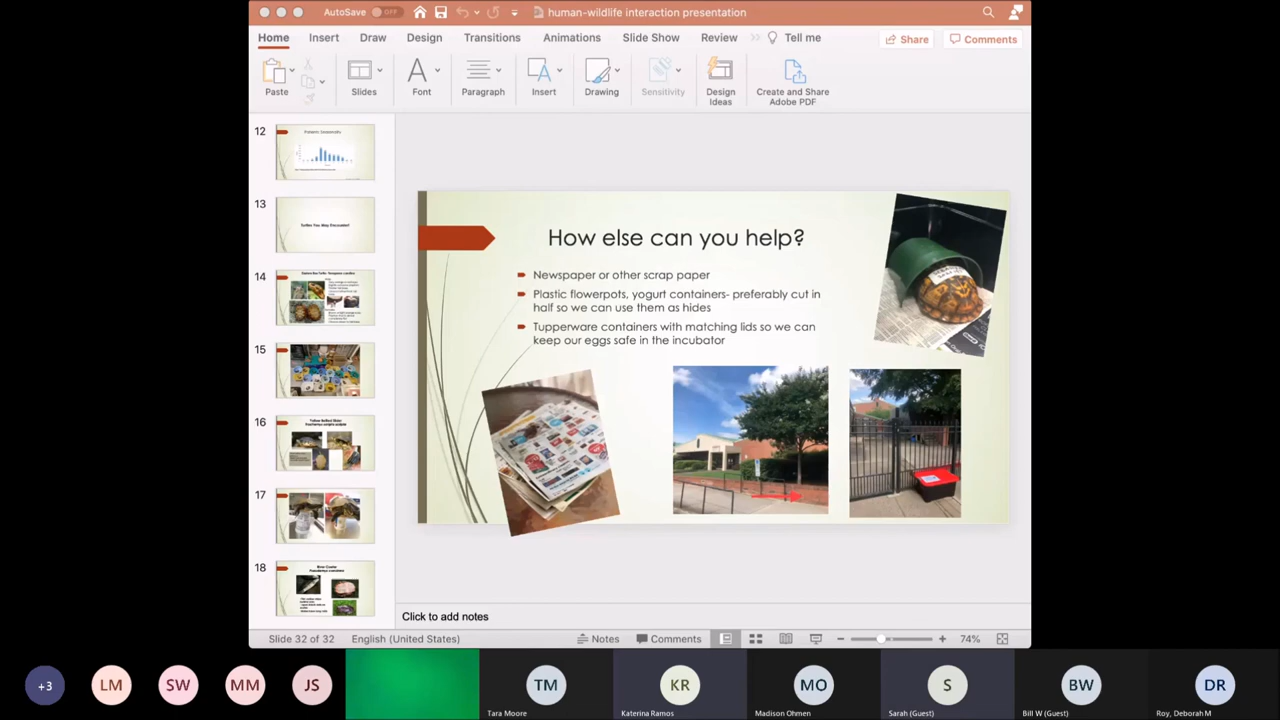 AutoSave OFF human-wildlife interaction presentation
Home Insert Draw Design Transitions Animations Slide Show Review Tell me Share Comments
Paste Slides Font Paragraph Insert Drawing Sensitivity Design Ideas Create and Share Adobe PDF
12
13
Turtles You May Encounter!
14
15
16
17
18
How else can you help?
Newspaper or other scrap paper
Plastic flowerpots, yogurt containers- preferably cut in
half so we can use them as hides
Tupperware containers with matching lids so we can
keep our eggs safe in the incubator
Click to add notes
Slide 32 of 32 English (United States) Notes Comments 74%
+3 LM SW MM JS TM KR MO S BW DR
Tara Moore Katerina Ramos Madison Ohmen Sarah (Guest) Bill W (Guest) Roy, Deborah M